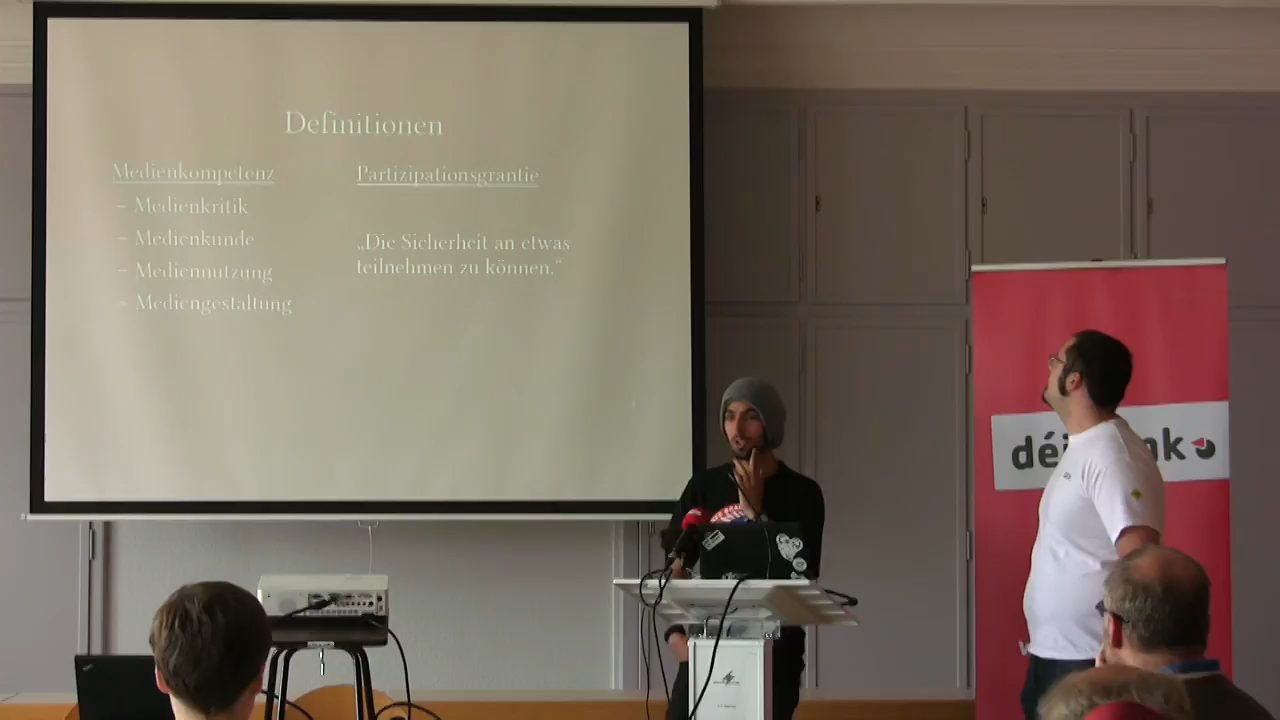 Definitionen
Medienkompetenz
– Medienkritik
– Medienkunde
– Mediennutzung
– Mediengestaltung
Partizipationsgrantie
„Die Sicherheit an etwas
teilnehmen zu können.“